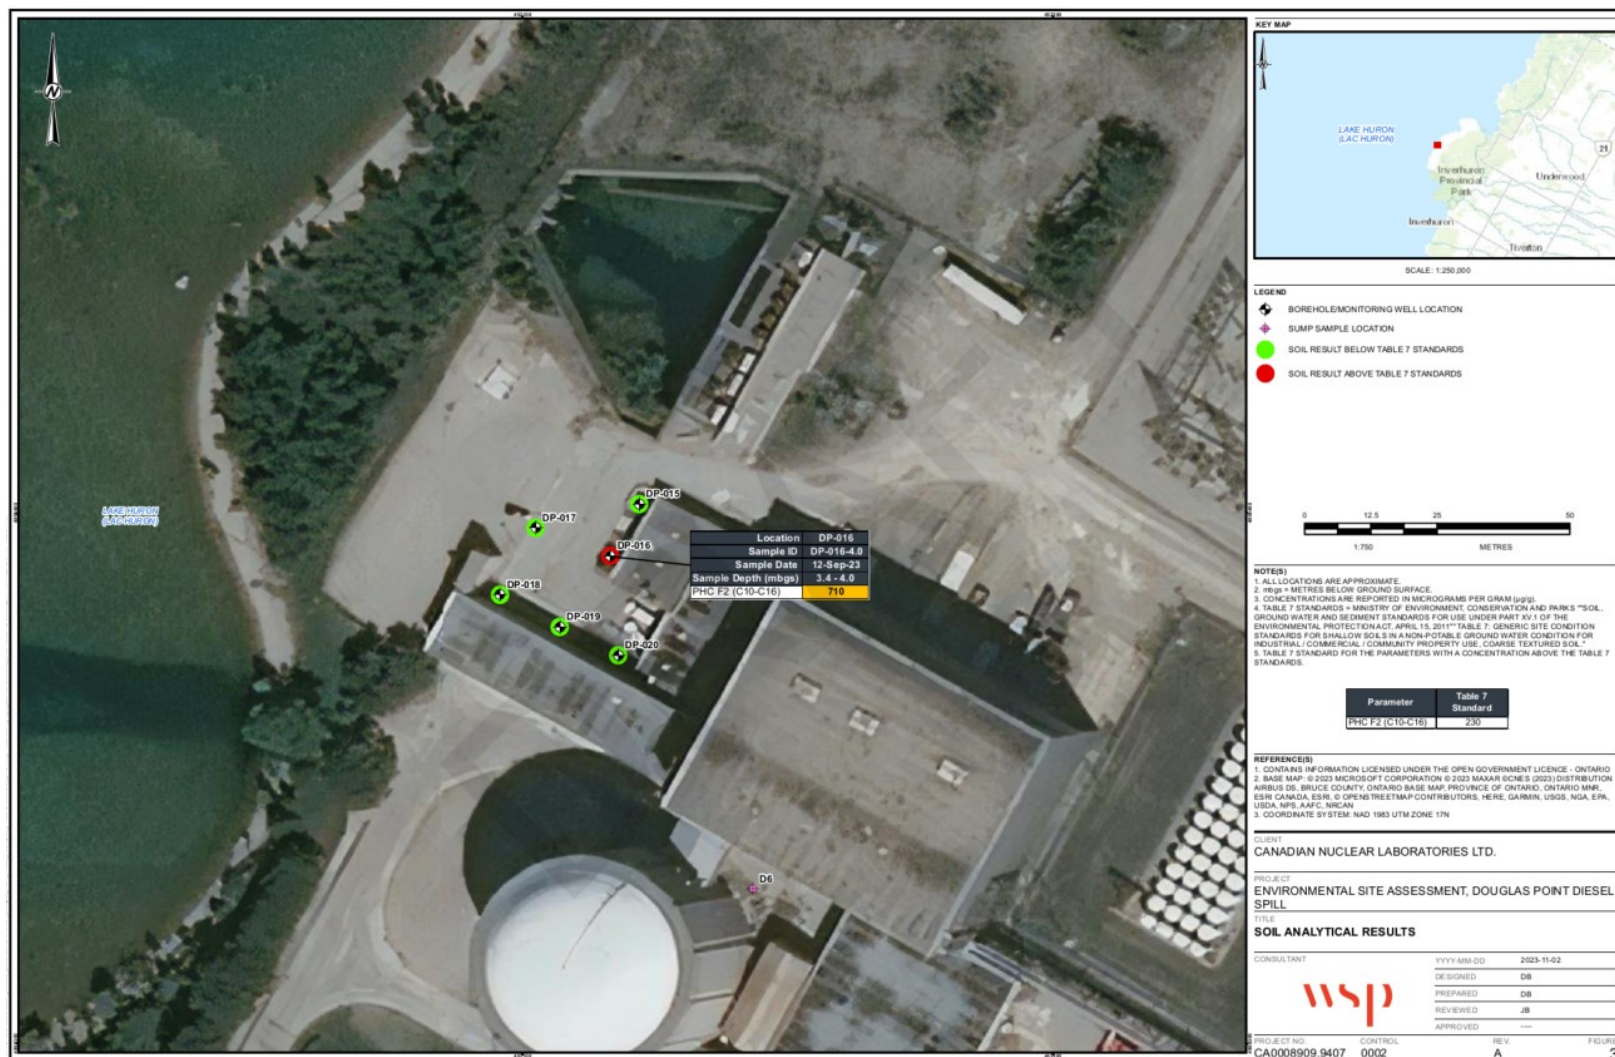 N
LAKE HURON
(LAC HURON)
DP-015
DP-017
DP-016
DP-018
DP-019
DP-020
D6
Location DP-016
Sample ID DP-016-4.0
Sample Date 12-Sep-23
Sample Depth (mbgs) 3.4 - 4.0
PHC F2 (C10-C16) 710
KEY MAP
LAKE HURON
(LAC HURON)
21
Inverhuron
Provincial
Park
Underwood
Inverhuron
Tiverton
SCALE: 1:250,000
LEGEND
BOREHOLE/MONITORING WELL LOCATION
SUMP SAMPLE LOCATION
SOIL RESULT BELOW TABLE 7 STANDARDS
SOIL RESULT ABOVE TABLE 7 STANDARDS
0 12.5 25 50
1:750 METRES
NOTE(S)
1. ALL LOCATIONS ARE APPROXIMATE.
2. mbgs = METRES BELOW GROUND SURFACE.
3. CONCENTRATIONS ARE REPORTED IN MICROGRAMS PER GRAM (µg/g).
4. TABLE 7 STANDARDS = MINISTRY OF ENVIRONMENT, CONSERVATION AND PARKS ""SOIL,
GROUND WATER AND SEDIMENT STANDARDS FOR USE UNDER PART XV.1 OF THE
ENVIRONMENTAL PROTECTION ACT, APRIL 15, 2011"" TABLE 7: GENERIC SITE CONDITION
STANDARDS FOR SHALLOW SOILS IN A NON-POTABLE GROUND WATER CONDITION FOR
INDUSTRIAL / COMMERCIAL / COMMUNITY PROPERTY USE, COARSE TEXTURED SOIL."
5. TABLE 7 STANDARD FOR THE PARAMETERS WITH A CONCENTRATION ABOVE THE TABLE 7
STANDARDS.
Parameter Table 7 Standard
PHC F2 (C10-C16) 230
REFERENCE(S)
1. CONTAINS INFORMATION LICENSED UNDER THE OPEN GOVERNMENT LICENCE - ONTARIO
2. BASE MAP: © 2023 MICROSOFT CORPORATION © 2023 MAXAR ©CNES (2023) DISTRIBUTION
AIRBUS DS, BRUCE COUNTY, ONTARIO BASE MAP, PROVINCE OF ONTARIO, ONTARIO MNR,
ESRI CANADA, ESRI, © OPENSTREETMAP CONTRIBUTORS, HERE, GARMIN, USGS, NGA, EPA,
USDA, NPS, AAFC, NRCAN
3. COORDINATE SYSTEM: NAD 1983 UTM ZONE 17N
CLIENT
CANADIAN NUCLEAR LABORATORIES LTD.
PROJECT
ENVIRONMENTAL SITE ASSESSMENT, DOUGLAS POINT DIESEL
SPILL
TITLE
SOIL ANALYTICAL RESULTS
CONSULTANT
wsp
YYYY-MM-DD 2023-11-02
DESIGNED DB
PREPARED DB
REVIEWED JB
APPROVED ----
PROJECT NO. CONTROL REV. FIGURE
CA0008909.9407 0002 A